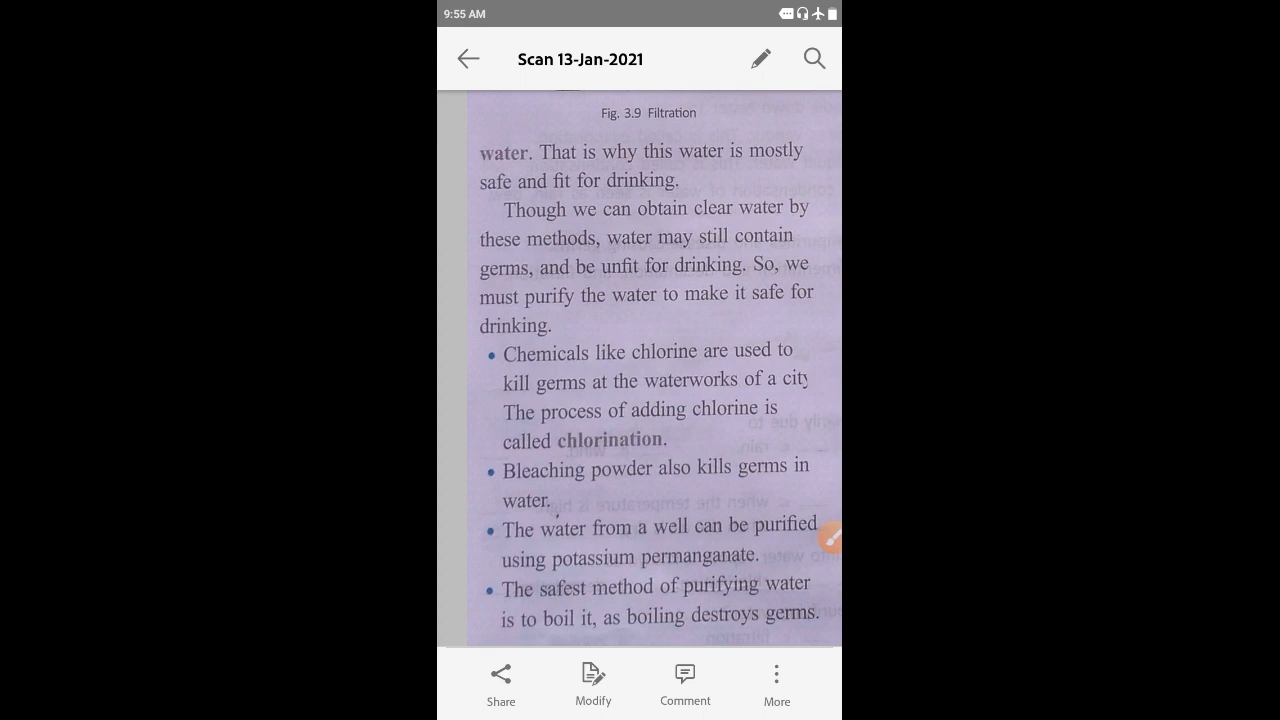 9:55 AM
Scan 13-Jan-2021
Fig. 3.9 Filtration
water. That is why this water is mostly
safe and fit for drinking.
Though we can obtain clear water by
these methods, water may still contain
germs, and be unfit for drinking. So, we
must purify the water to make it safe for
drinking.
• Chemicals like chlorine are used to
kill germs at the waterworks of a city
The process of adding chlorine is
called chlorination.
• Bleaching powder also kills germs in
water.
• The water from a well can be purified
using potassium permanganate.
• The safest method of purifying water
is to boil it, as boiling destroys germs.
Share
Modify
Comment
More